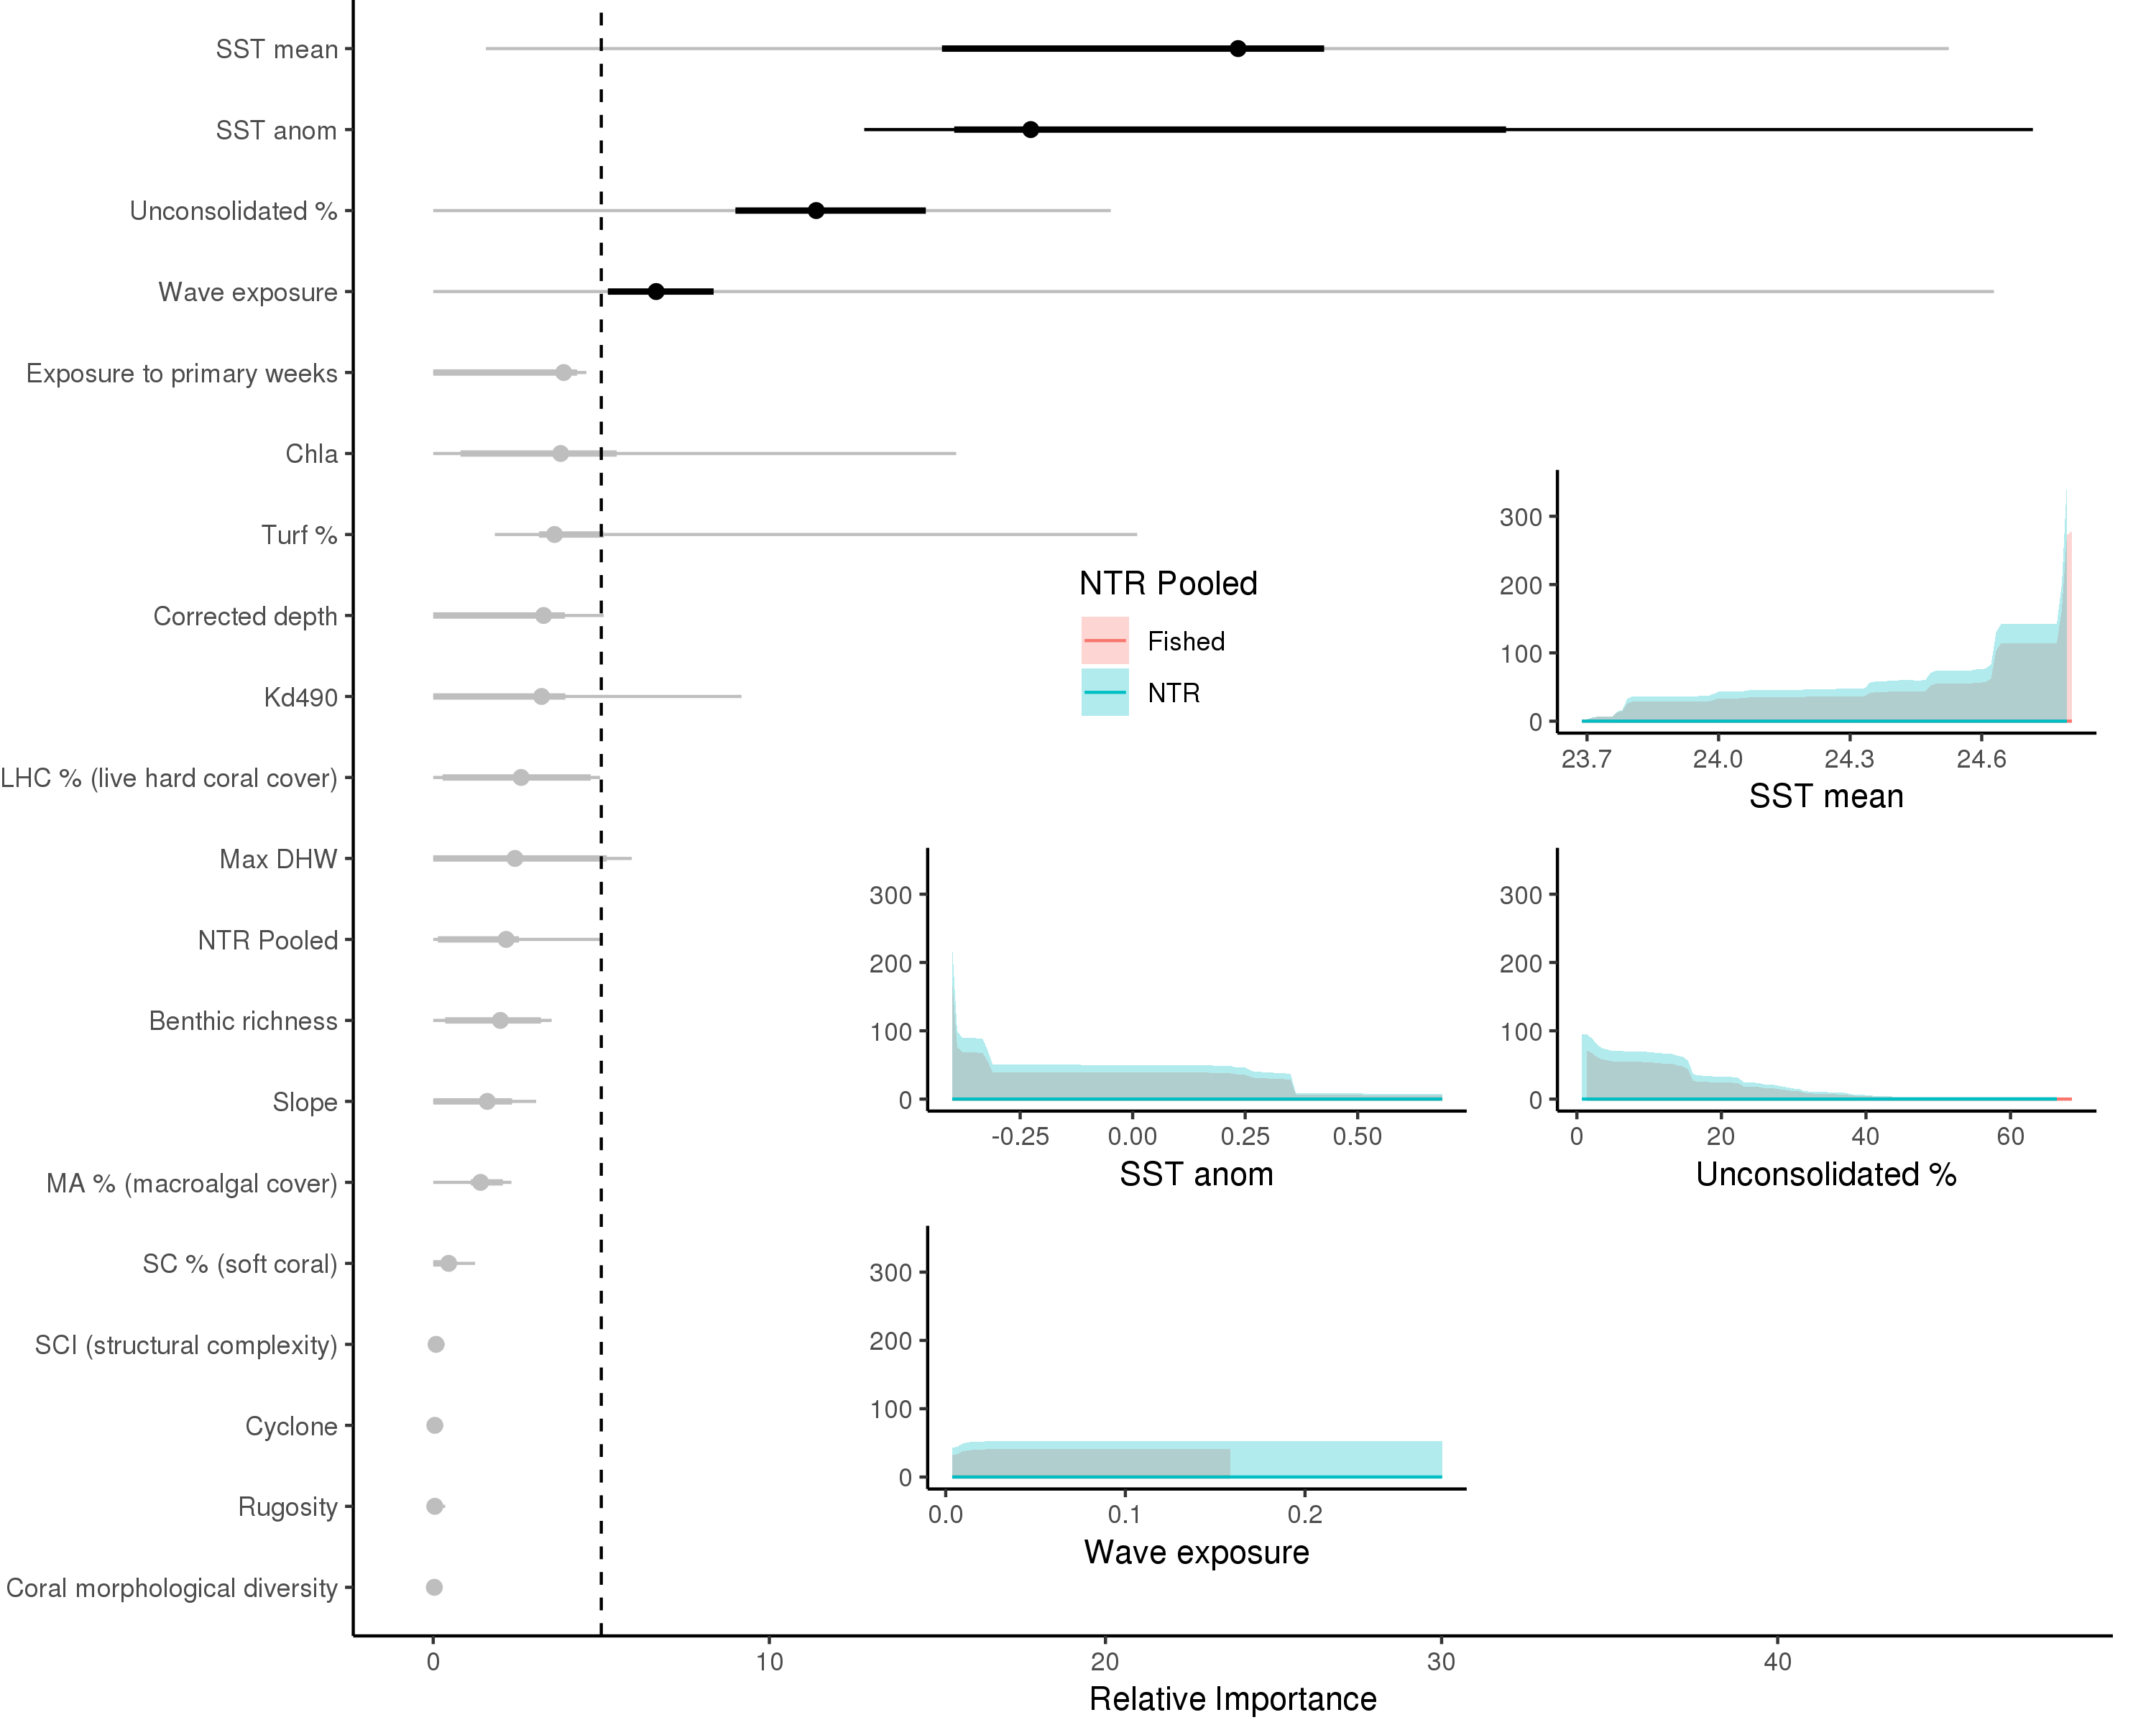 SST mean
SST anom
Unconsolidated %
Wave exposure
Exposure to primary weeks
Chla
Turf %
Corrected depth
Kd490
LHC % (live hard coral cover)
Max DHW
NTR Pooled
Benthic richness
Slope
MA % (macroalgal cover)
SC % (soft coral)
SCI (structural complexity)
Cyclone
Rugosity
Coral morphological diversity
0 10 20 30 40
Relative Importance
NTR Pooled
Fished
NTR
300
200
100
0
23.7 24.0 24.3 24.6
SST mean
300
200
100
0
-0.25 0.00 0.25 0.50
SST anom
300
200
100
0
0 20 40 60
Unconsolidated %
300
200
100
0
0.0 0.1 0.2
Wave exposure